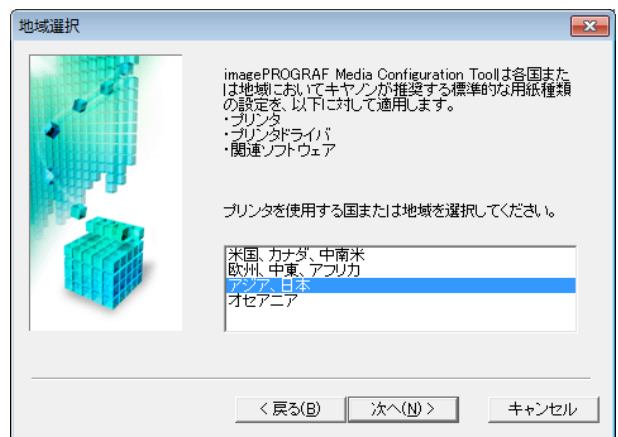 地域選択
imagePROGRAF Media Configuration Toolは各国また
は地域においてキヤノンが推奨する標準的な用紙種類
の設定を、以下に対して適用します。
・プリンタ
・プリンタドライバ
・関連ソフトウェア
プリンタを使用する国または地域を選択してください。
米国、カナダ、中南米
欧州、中東、アフリカ
アジア、日本
オセアニア
< 戻る(B)
次へ(N) >
キャンセル